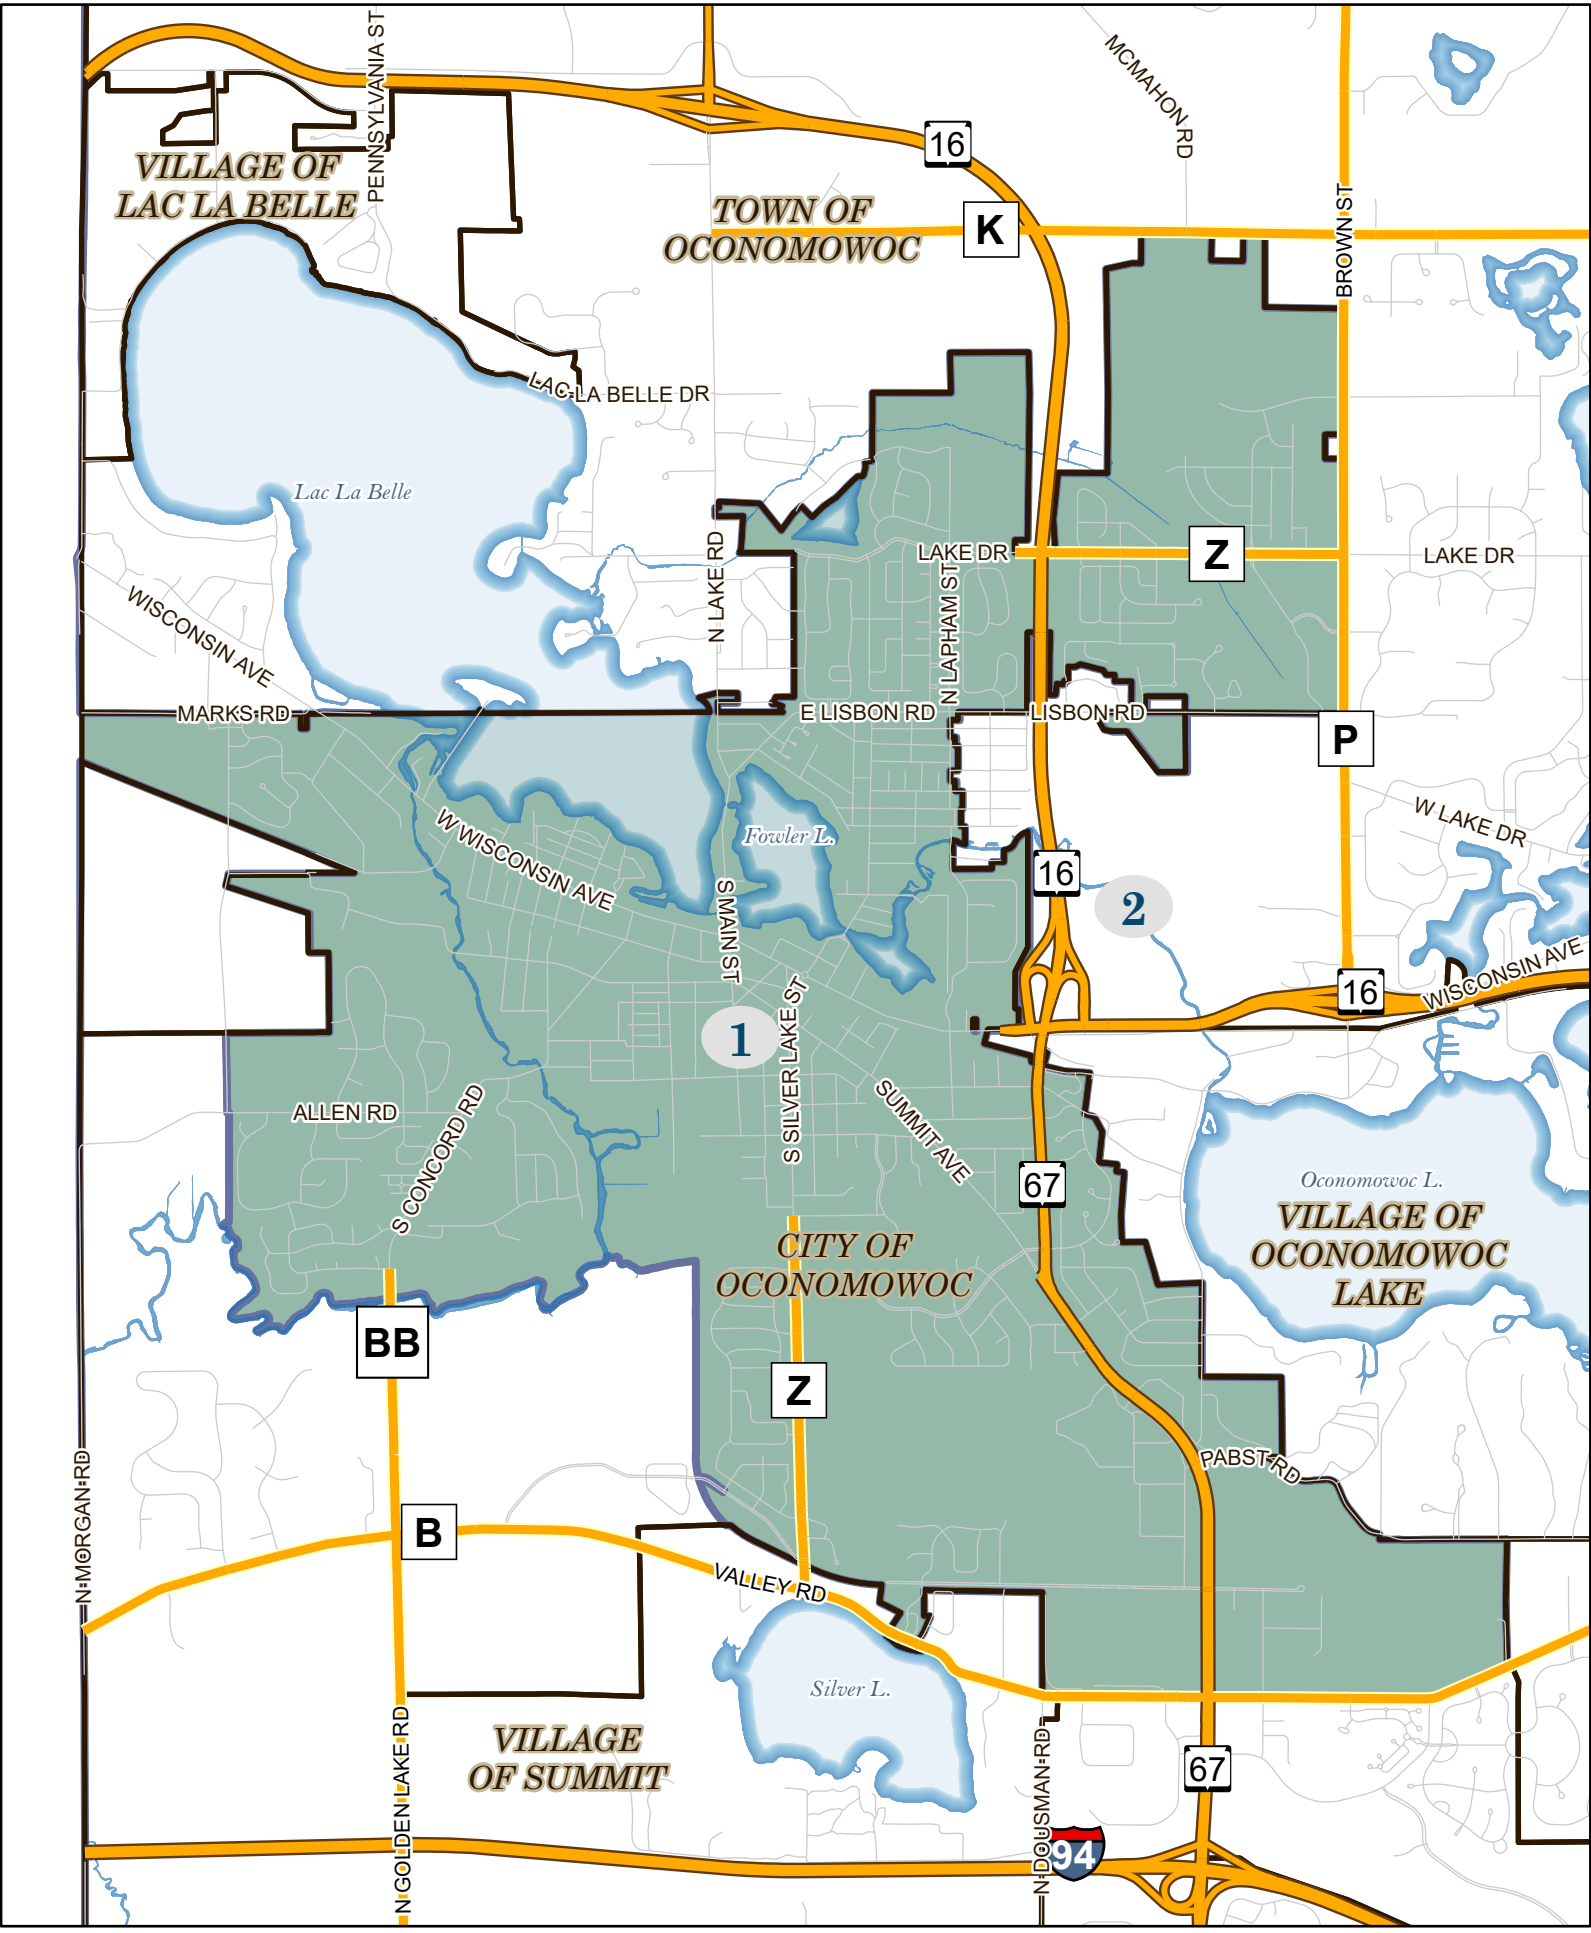 PENNSYLVANIA ST
MCMAHON RD
16
VILLAGE OF
LAC LA BELLE
TOWN OF
OCONOMOWOC
K
BROWN ST
LAC LA BELLE DR
Lac La Belle
N LAKE RD
LAKE DR
Z
LAKE DR
N LAPHAM ST
WISCONSIN AVE
MARKS RD
E LISBON RD
LISBON RD
P
W LAKE DR
W WISCONSIN AVE
Fowler L.
16
2
S MAIN ST
WISCONSIN AVE
16
1
S SILVER LAKE ST
ALLEN RD
S CONCORD RD
SUMMIT AVE
67
Oconomowoc L.
VILLAGE OF
OCONOMOWOC
LAKE
CITY OF
OCONOMOWOC
BB
Z
PABST RD
N MORGAN RD
B
VALLEY RD
Silver L.
VILLAGE
OF SUMMIT
N GOLDEN LAKE RD
N DOUSMAN RD
67
94